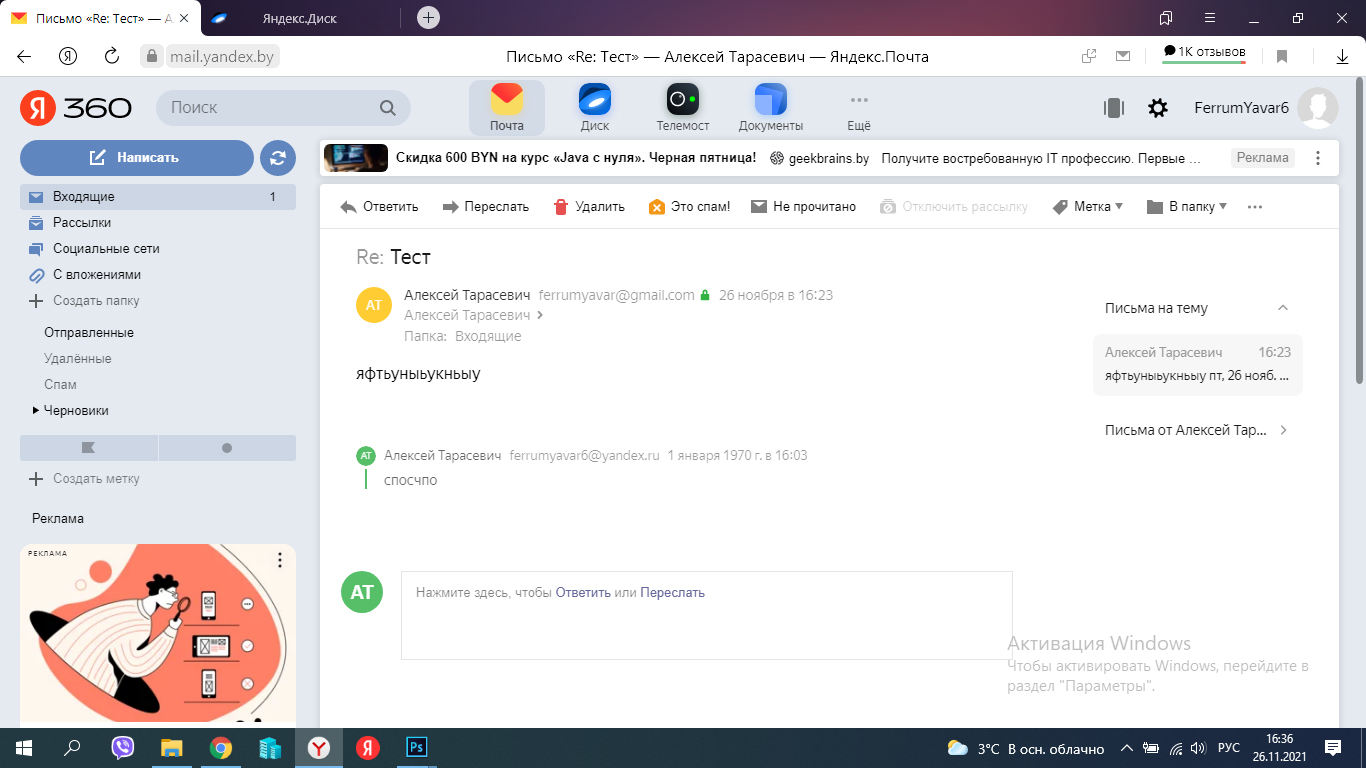 Письмо «Re: Тест» — А
Яндекс.Диск
mail.yandex.by
Письмо «Re: Тест» — Алексей Тарасевич — Яндекс.Почта
1К отзывов
Я 360
Поиск
Почта
Диск
Телемост
Документы
Ещё
FerrumYavar6
Написать
Скидка 600 BYN на курс «Java с нуля». Черная пятница!
geekbrains.by
Получите востребованную IT профессию. Первые ...
Реклама
Входящие 1
Рассылки
Социальные сети
С вложениями
Создать папку
Отправленные
Удалённые
Спам
Черновики
Создать метку
Реклама
РЕКЛАМА
Ответить
Переслать
Удалить
Это спам!
Не прочитано
Отключить рассылку
Метка
В папку
Re: Тест
АТ
Алексей Тарасевич ferrumyavar@gmail.com 26 ноября в 16:23
Алексей Тарасевич
Папка: Входящие
яфтьуныьукньыу
АТ
Алексей Тарасевич ferrumyavar6@yandex.ru 1 января 1970 г. в 16:03
спосчпо
АТ
Нажмите здесь, чтобы Ответить или Переслать
Письма на тему
Алексей Тарасевич 16:23
яфтьуныьукньыу пт, 26 нояб. ...
Письма от Алексей Тар...
Активация Windows
Чтобы активировать Windows, перейдите в
раздел "Параметры".
Ps
3°C В осн. облачно
РУС
16:36
26.11.2021